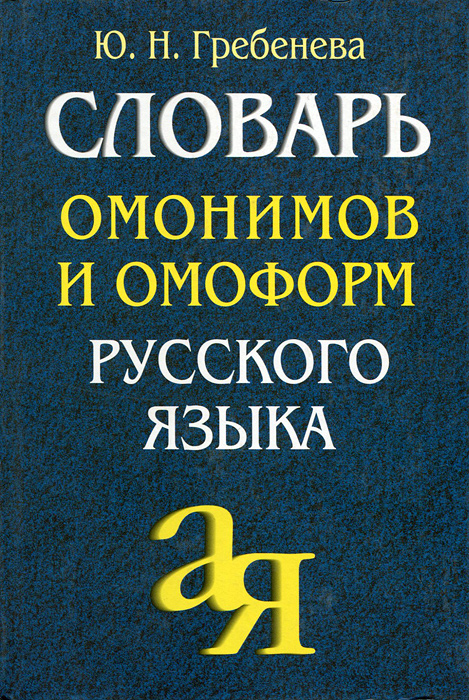 Ю. Н. Гребенева
СЛОВАРЬ
ОМОНИМОВ
И ОМОФОРМ
РУССКОГО
ЯЗЫКА
а
Я